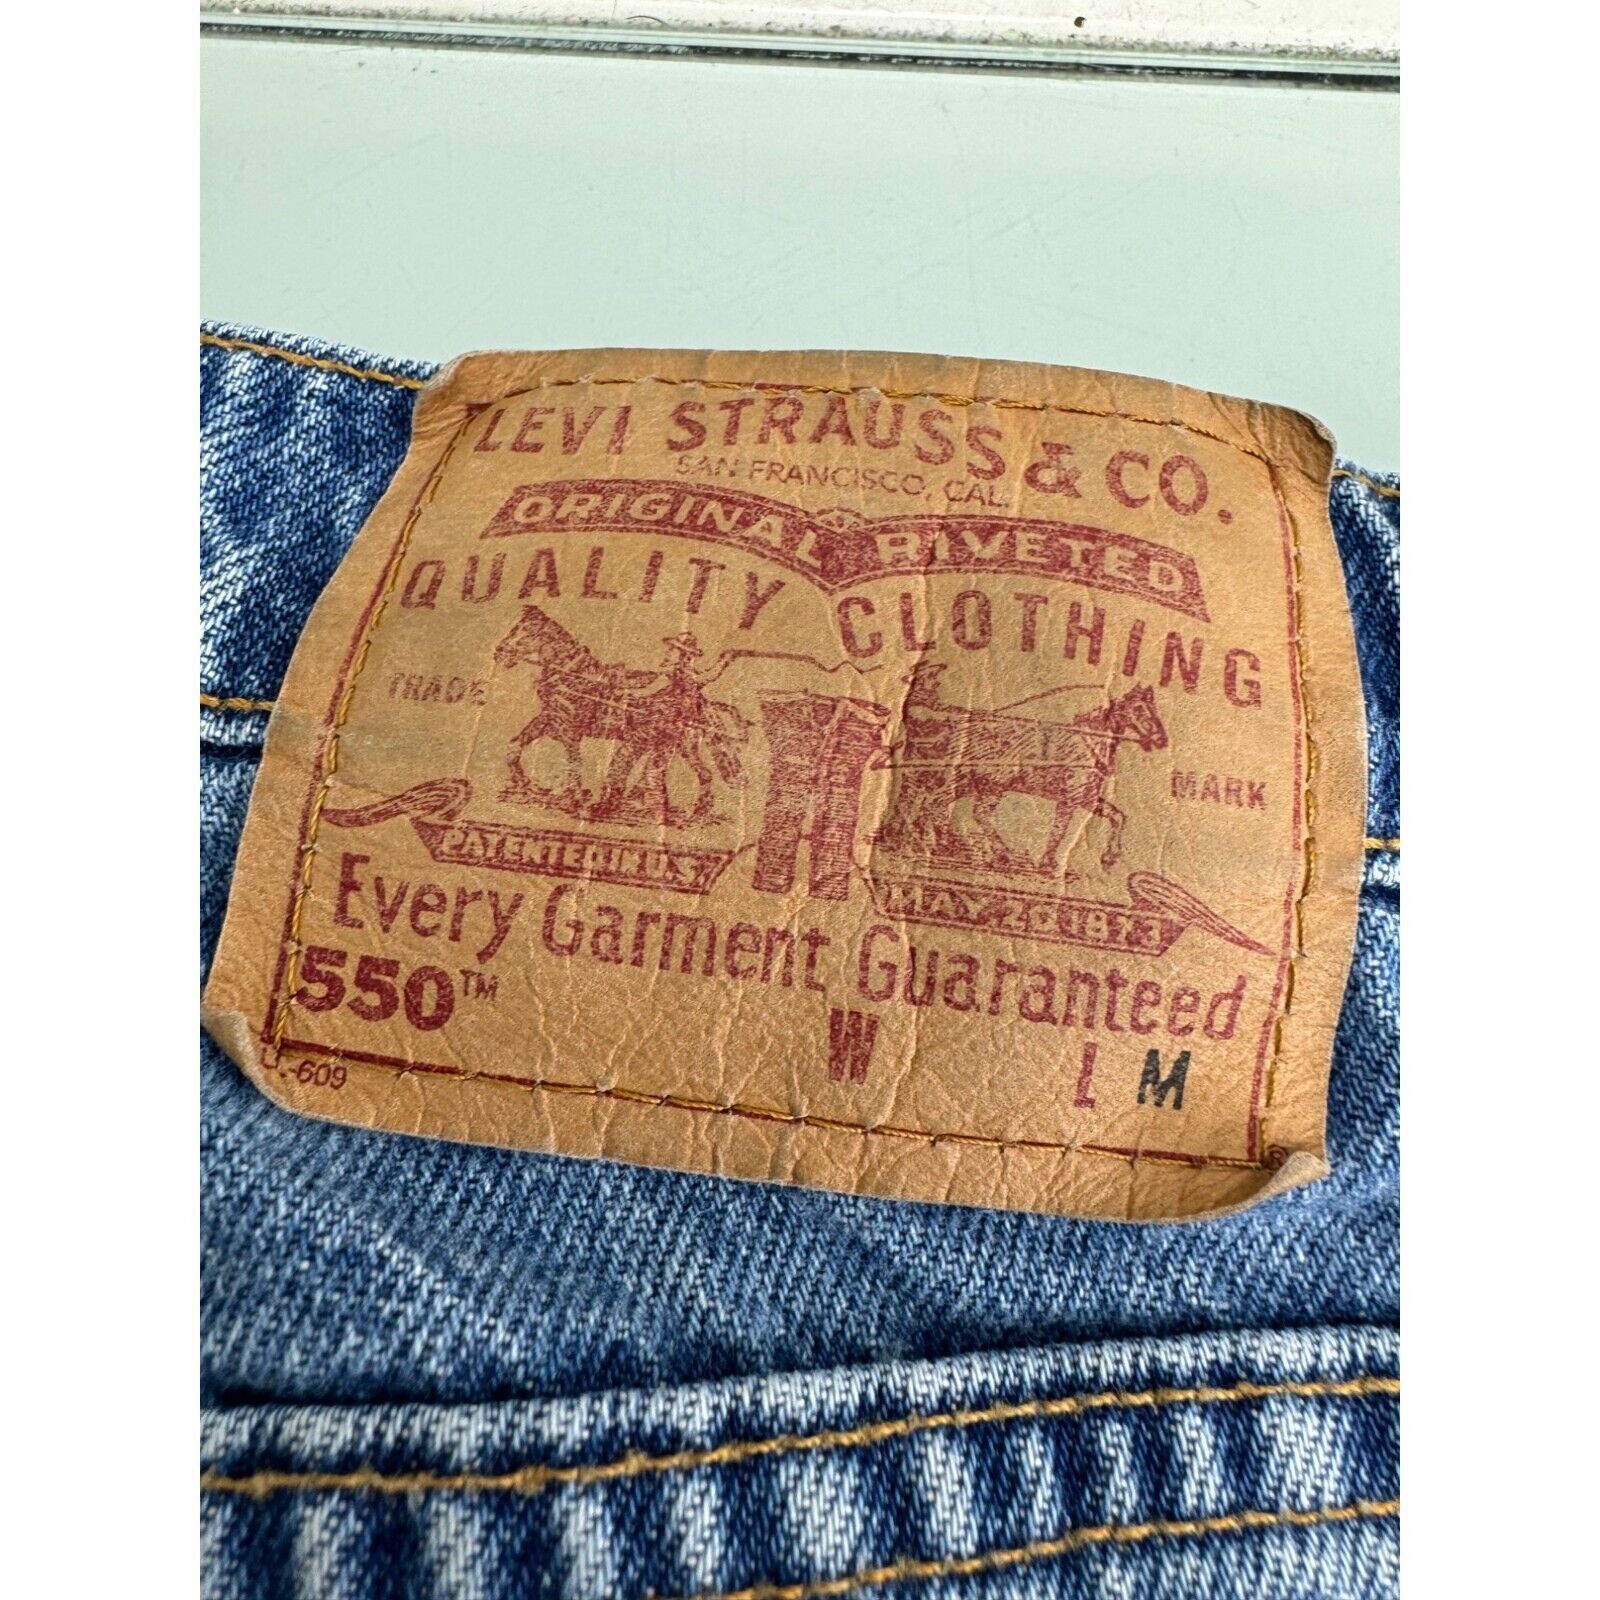 LEVI STRAUSS & CO.
SAN FRANCISCO, CAL.
ORIGINAL RIVETED
QUALITY CLOTHING
TRADE MARK
PATENTED IN U.S. MAY 20 1873
Every Garment Guaranteed
550™
W L M
-609
®